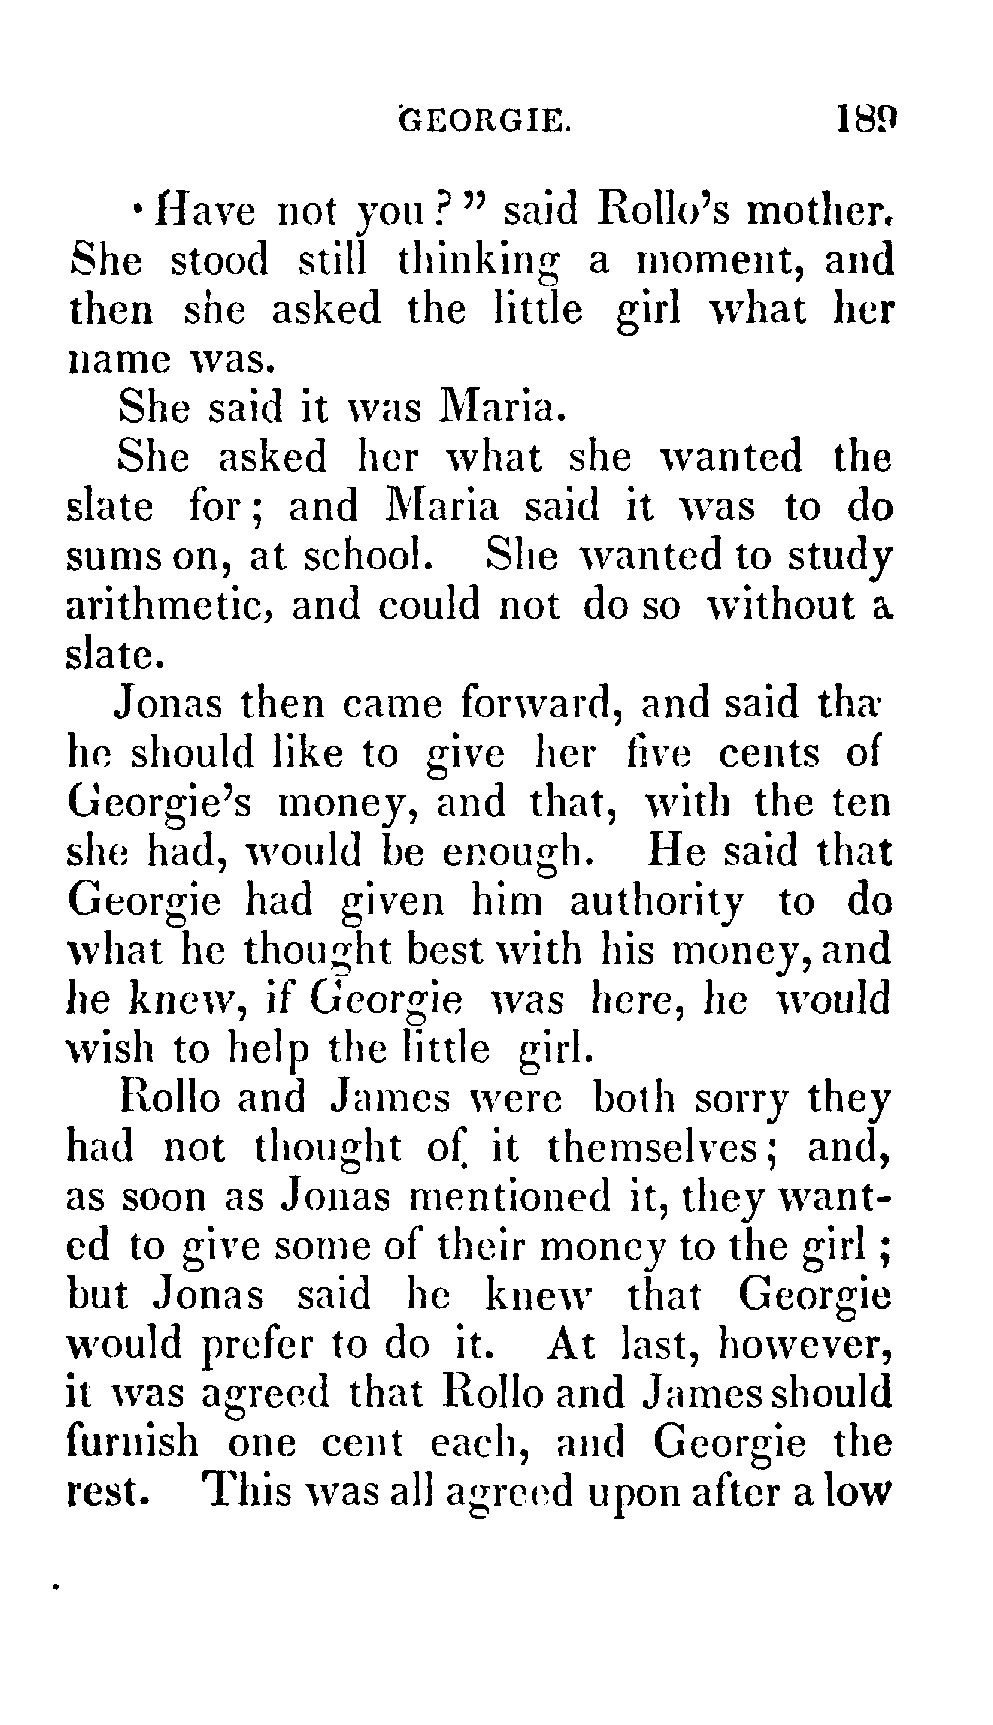 GEORGIE. 189
"Have not you?" said Rollo's mother.
She stood still thinking a moment, and
then she asked the little girl what her
name was.
She said it was Maria.
She asked her what she wanted the
slate for; and Maria said it was to do
sums on, at school. She wanted to study
arithmetic, and could not do so without a
slate.
Jonas then came forward, and said tha
he should like to give her five cents of
Georgie's money, and that, with the ten
she had, would be enough. He said that
Georgie had given him authority to do
what he thought best with his money, and
he knew, if Georgie was here, he would
wish to help the little girl.
Rollo and James were both sorry they
had not thought of it themselves; and,
as soon as Jonas mentioned it, they want-
ed to give some of their money to the girl;
but Jonas said he knew that Georgie
would prefer to do it. At last, however,
it was agreed that Rollo and James should
furnish one cent each, and Georgie the
rest. This was all agreed upon after a low